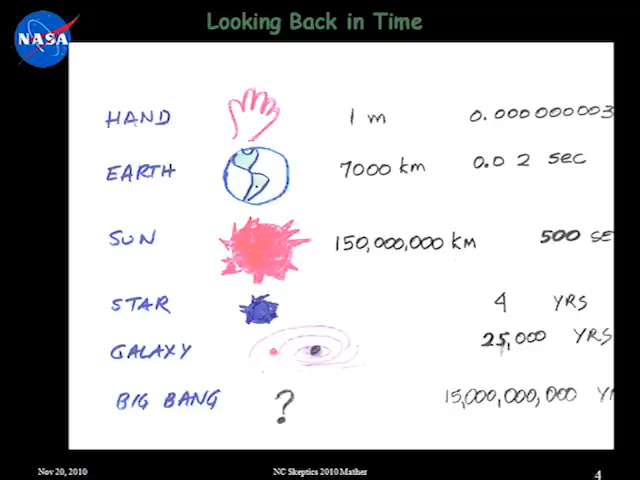 Looking Back in Time
NASA
HAND 1 m 0.000000003
EARTH 7000 km 0.02 sec
SUN 150,000,000 km 500 SE
STAR 4 YRS
GALAXY 25,000 YRS
BIG BANG ? 15,000,000,000 Y
Nov 20, 2010 NC Skeptics 2010 Mather 4